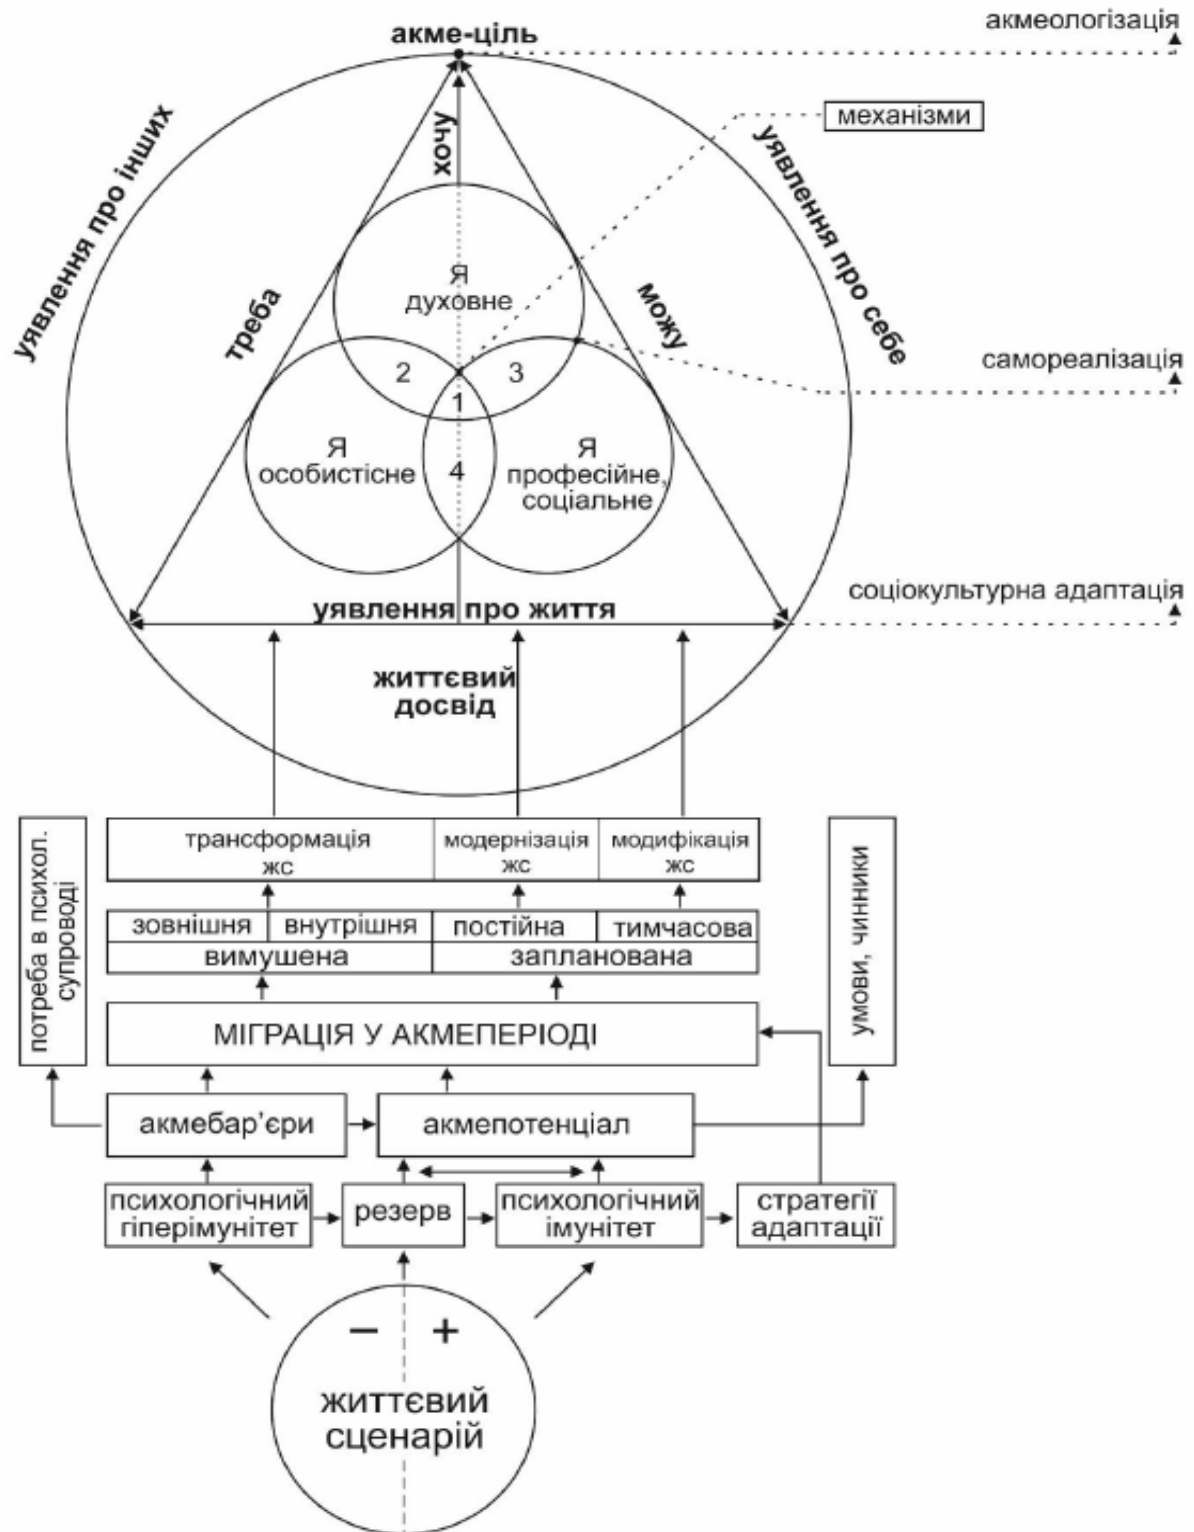 акме-ціль
акмеологізація
механізми
уявлення про інших
хочу
уявлення про себе
треба
можу
Я
духовне
самореалізація
2
3
1
4
Я
особистісне
Я
професійне,
соціальне
соціокультурна адаптація
уявлення про життя
життєвий
досвід
потреба в психол.
супроводі
трансформація
жс
модернізація
жс
модифікація
жс
умови, чинники
зовнішня
внутрішня
постійна
тимчасова
вимушена
запланована
МІГРАЦІЯ У АКМЕПЕРІОДІ
акмебар’єри
акмепотенціал
психологічний
гіперімунітет
резерв
психологічний
імунітет
стратегії
адаптації
– +
життєвий
сценарій